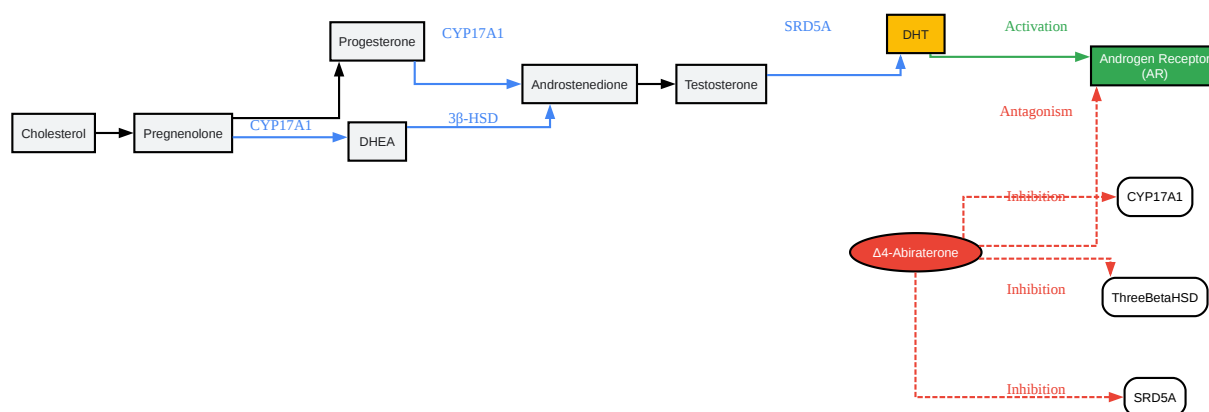 SRD5A
Activation
DHT
CYP17A1
Progesterone
Androgen Receptor
(AR)
Androstenedione
Testosterone
Antagonism
3β-HSD
CYP17A1
Cholesterol
Pregnenolone
DHEA
Inhibition
CYP17A1
Δ4-Abiraterone
Inhibition
ThreeBetaHSD
Inhibition
SRD5A